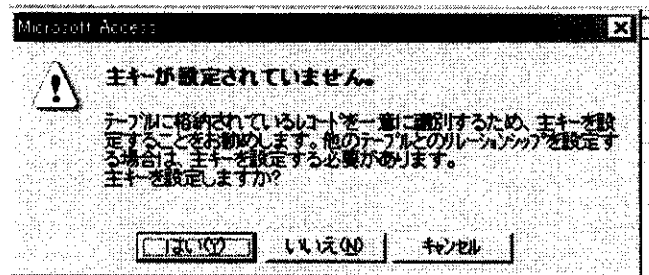 Microsoft Access
主キーが設定されていません。
テーブルに格納されているレコードを一意に識別するため、主キーを設
定することをお勧めします。他のテーブルとのリレーションシップを設定す
る場合は、主キーを設定する必要があります。
主キーを設定しますか?
はい(Y) いいえ(N) キャンセル